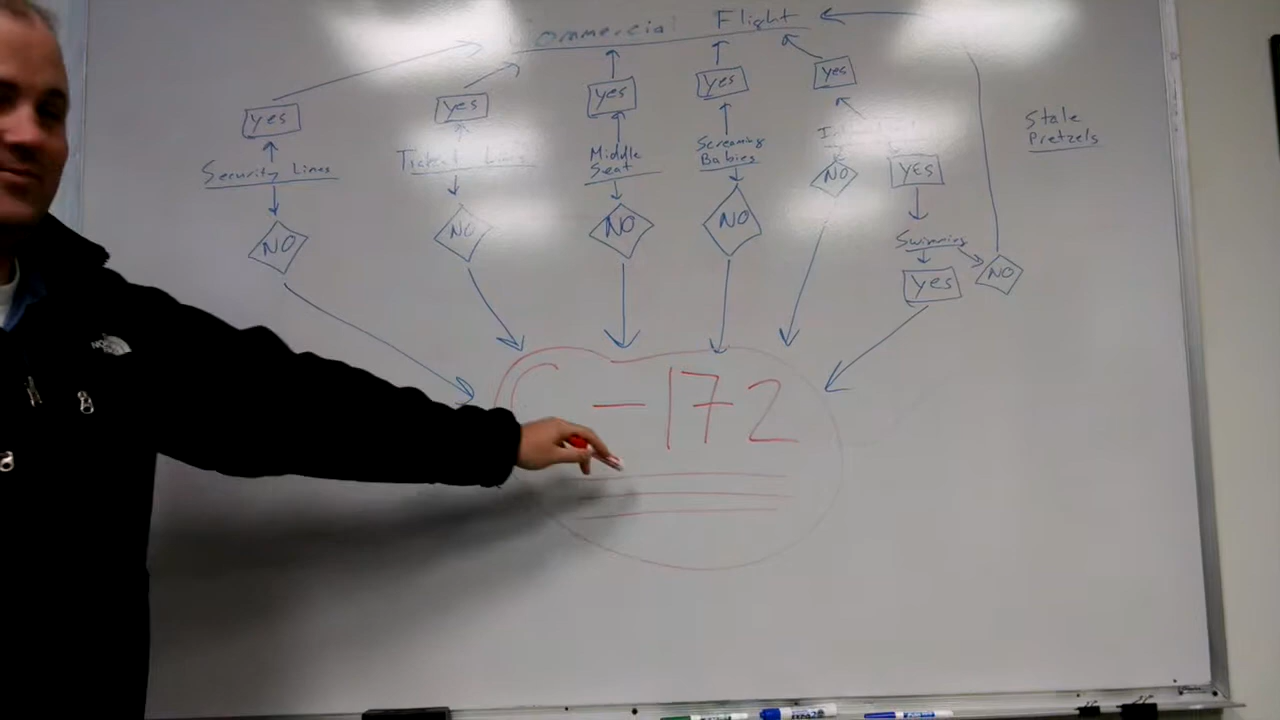 Commercial Flight
yes
yes
yes
yes
yes
Security Lines
Ticket Lines
Middle
Seat
Screaming
Babies
Stale
Pretzels
NO
NO
NO
NO
NO
YES
Swimming
yes
NO
C-172